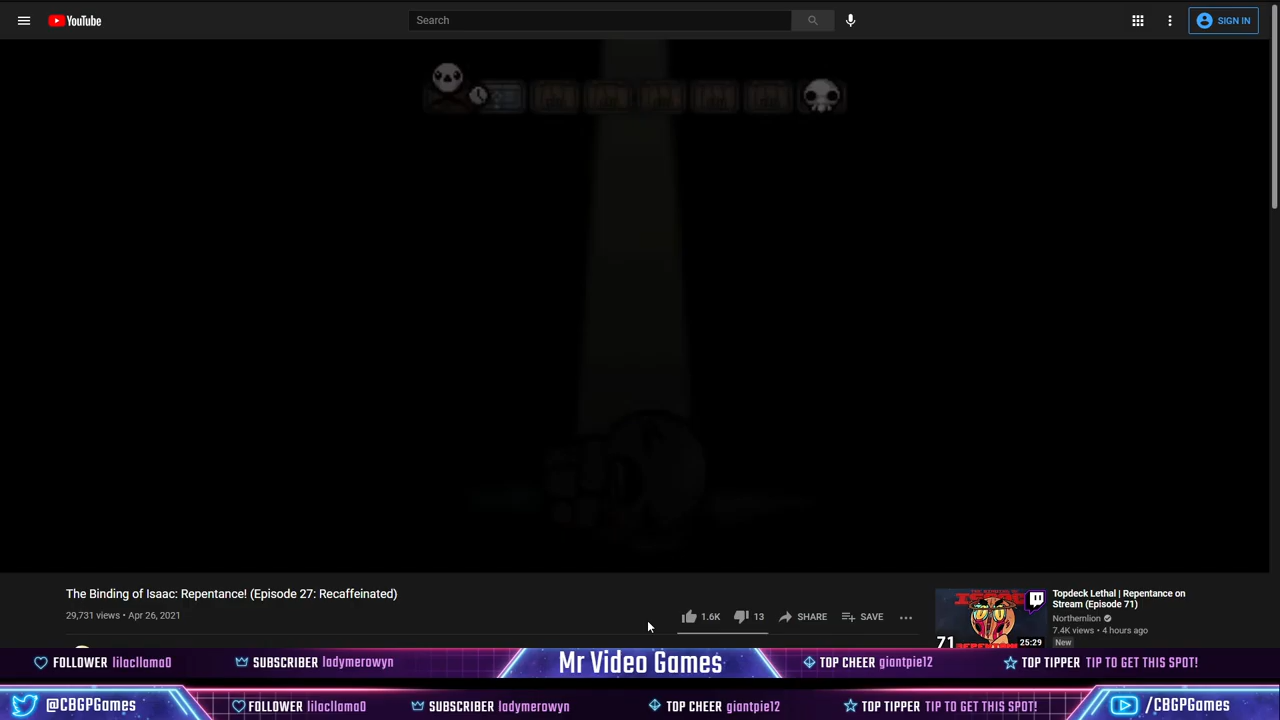 YouTube
Search
SIGN IN
The Binding of Isaac: Repentance! (Episode 27: Recaffeinated)
29,731 views • Apr 26, 2021
1.6K
13
SHARE
SAVE
Topdeck Lethal | Repentance on
Stream (Episode 71)
Northernlion
7.4K views • 4 hours ago
New
71
25:29
FOLLOWER lilacllama0
SUBSCRIBER ladymerowyn
Mr Video Games
TOP CHEER giantpie12
TOP TIPPER TIP TO GET THIS SPOT!
@CBGPGames
FOLLOWER lilacllama0
SUBSCRIBER ladymerowyn
TOP CHEER giantpie12
TOP TIPPER TIP TO GET THIS SPOT!
/CBGPGames